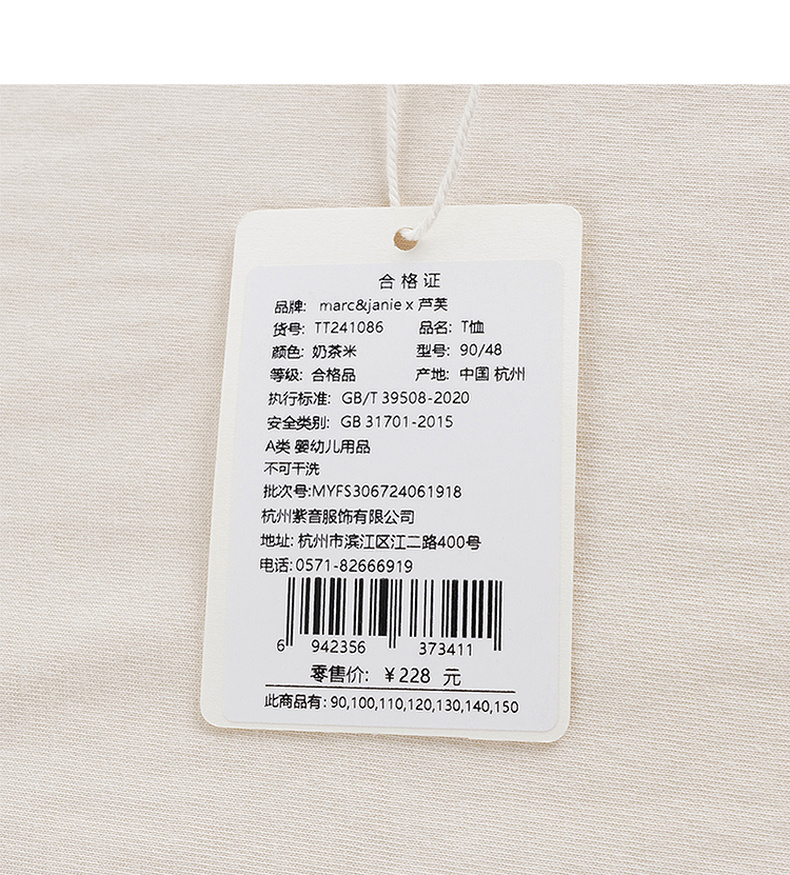 合格证
品牌: marc&janie x 芦芙
货号: TT241086 品名: T恤
颜色: 奶茶米 型号: 90/48
等级: 合格品 产地: 中国 杭州
执行标准: GB/T 39508-2020
安全类别: GB 31701-2015
A类 婴幼儿用品
不可干洗
批次号:MYFS306724061918
杭州紫音服饰有限公司
地址: 杭州市滨江区江二路400号
电话: 0571-82666919
6 942356 373411
零售价: ¥228 元
此商品有: 90,100,110,120,130,140,150